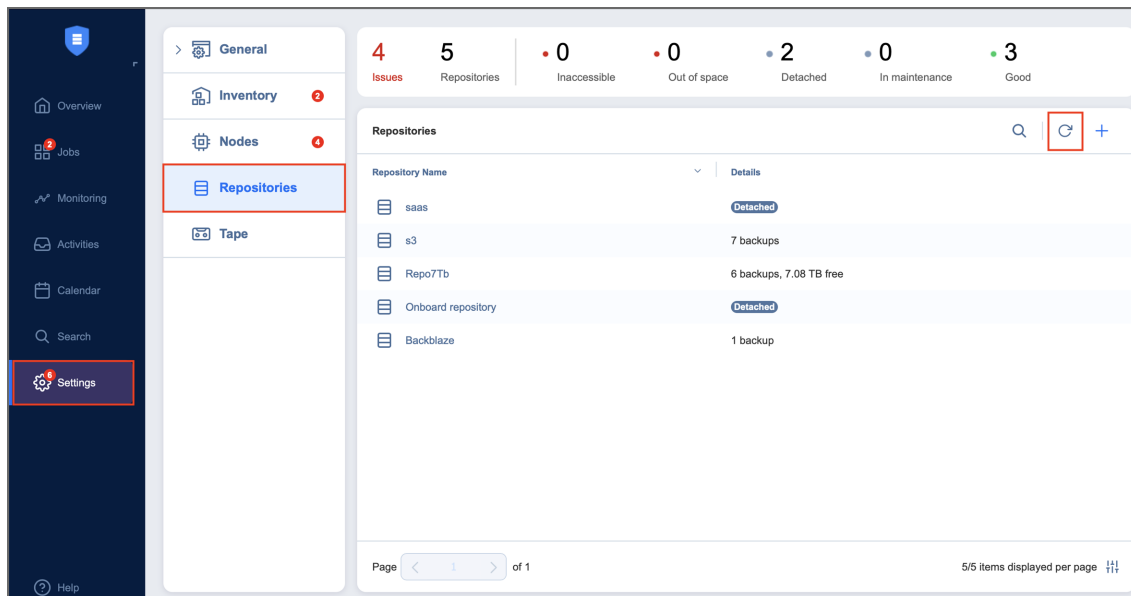 Overview
2
Jobs
Monitoring
Activities
Calendar
Search
6
Settings
Help
General
Inventory 2
Nodes 4
Repositories
Tape
4 5 0 0 2 0 3
Issues Repositories Inaccessible Out of space Detached In maintenance Good
Repositories
Repository Name Details
saas Detached
s3 7 backups
Repo7Tb 6 backups, 7.08 TB free
Onboard repository Detached
Backblaze 1 backup
Page 1 of 1 5/5 items displayed per page